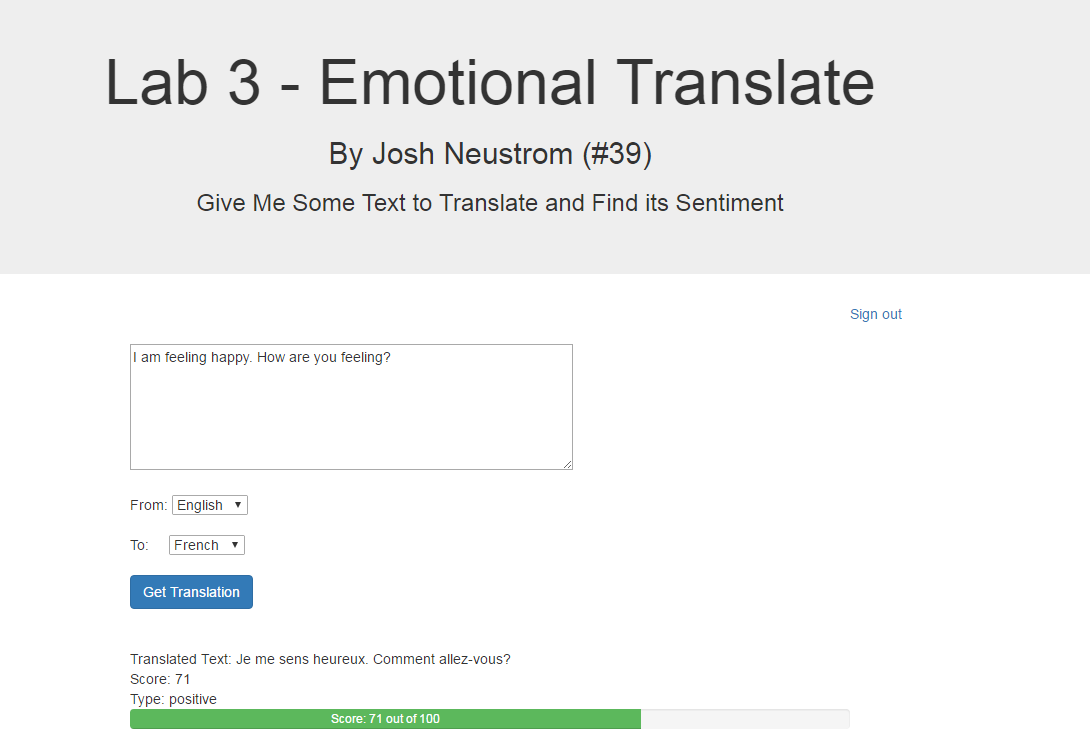 Lab 3 - Emotional Translate
By Josh Neustrom (#39)
Give Me Some Text to Translate and Find its Sentiment
Sign out
I am feeling happy. How are you feeling?
From: English
To: French
Get Translation
Translated Text: Je me sens heureux. Comment allez-vous?
Score: 71
Type: positive
Score: 71 out of 100